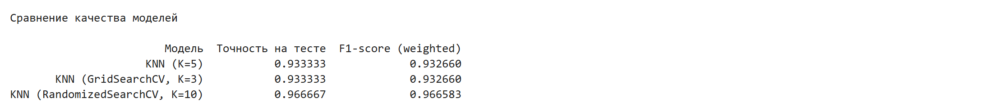 Сравнение качества моделей
Модель Точность на тесте F1-score (weighted)
KNN (K=5) 0.933333 0.932660
KNN (GridSearchCV, K=3) 0.933333 0.932660
KNN (RandomizedSearchCV, K=10) 0.966667 0.966583